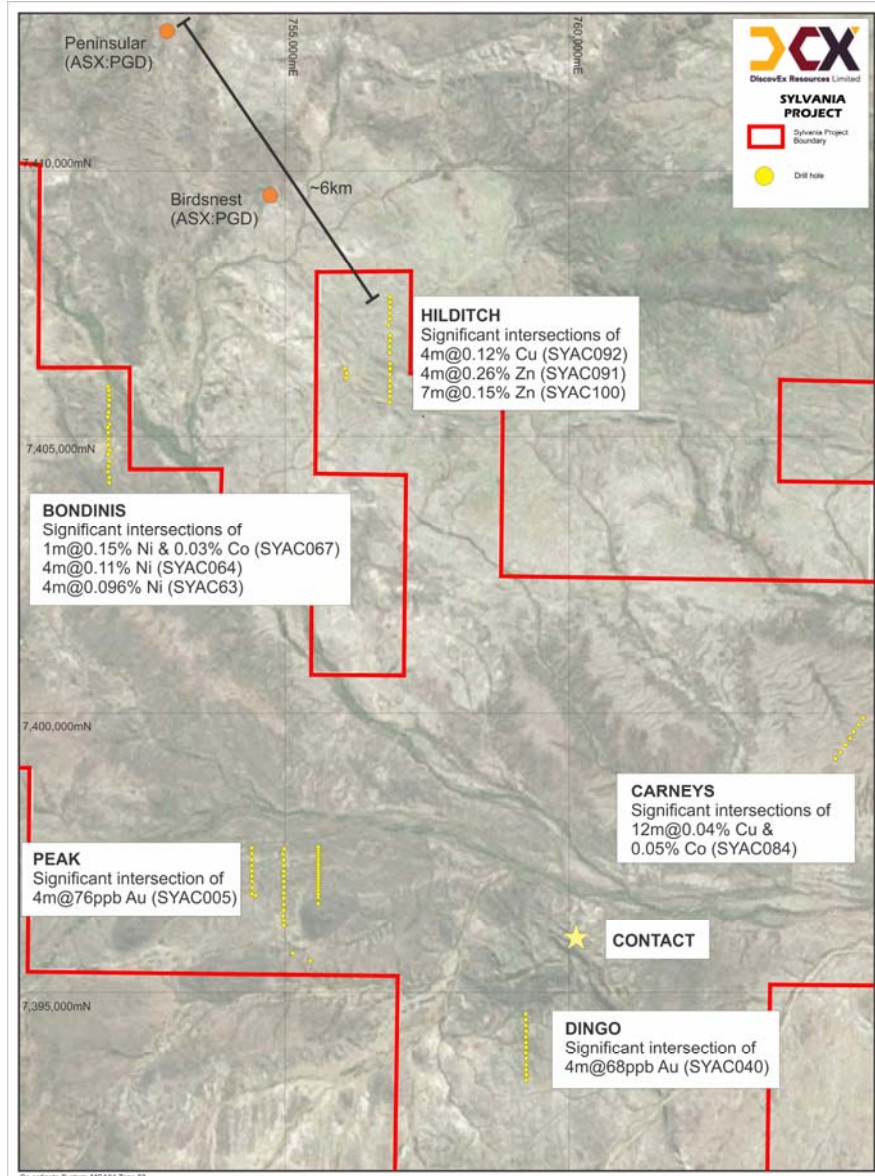 Peninsular
(ASX:PGD)
755,000mE
760,000mE
DCX
DiscovEx Resources Limited
SYLVANIA
PROJECT
Sylvania Project
Boundary
Drill hole
7,410,000mN
Birdsnest
(ASX:PGD)
~6km
HILDITCH
Significant intersections of
4m@0.12% Cu (SYAC092)
4m@0.26% Zn (SYAC091)
7m@0.15% Zn (SYAC100)
7,405,000mN
BONDINIS
Significant intersections of
1m@0.15% Ni & 0.03% Co (SYAC067)
4m@0.11% Ni (SYAC064)
4m@0.096% Ni (SYAC63)
7,400,000mN
CARNEYS
Significant intersections of
12m@0.04% Cu &
0.05% Co (SYAC084)
PEAK
Significant intersection of
4m@76ppb Au (SYAC005)
CONTACT
7,395,000mN
DINGO
Significant intersection of
4m@68ppb Au (SYAC040)